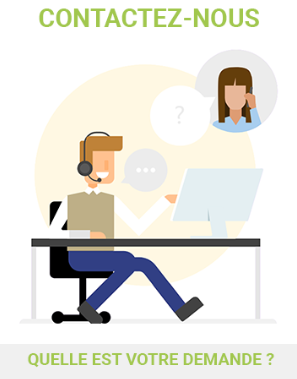 CONTACTEZ-NOUS
?
QUELLE EST VOTRE DEMANDE ?